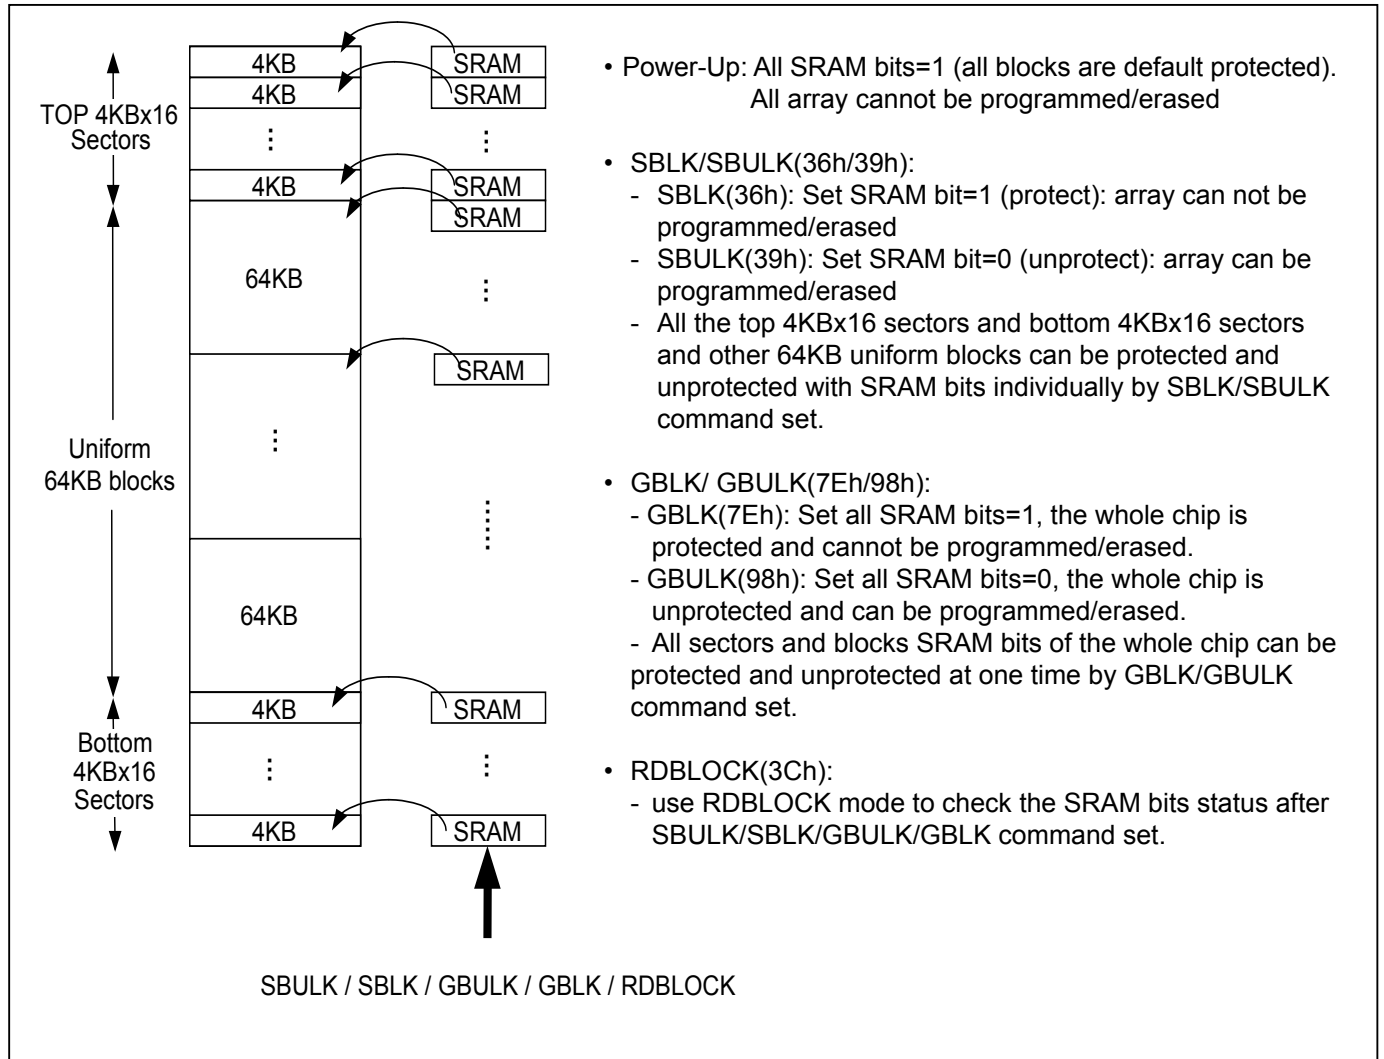 4KB
SRAM
4KB
SRAM
TOP 4KBx16
Sectors
4KB
SRAM
SRAM
64KB
SRAM
Uniform
64KB blocks
64KB
4KB
SRAM
Bottom
4KBx16
Sectors
4KB
SRAM
SBULK / SBLK / GBULK / GBLK / RDBLOCK
• Power-Up: All SRAM bits=1 (all blocks are default protected).
All array cannot be programmed/erased
• SBLK/SBULK(36h/39h):
- SBLK(36h): Set SRAM bit=1 (protect): array can not be
programmed/erased
- SBULK(39h): Set SRAM bit=0 (unprotect): array can be
programmed/erased
- All the top 4KBx16 sectors and bottom 4KBx16 sectors
and other 64KB uniform blocks can be protected and
unprotected with SRAM bits individually by SBLK/SBULK
command set.
• GBLK/ GBULK(7Eh/98h):
- GBLK(7Eh): Set all SRAM bits=1, the whole chip is
protected and cannot be programmed/erased.
- GBULK(98h): Set all SRAM bits=0, the whole chip is
unprotected and can be programmed/erased.
- All sectors and blocks SRAM bits of the whole chip can be
protected and unprotected at one time by GBLK/GBULK
command set.
• RDBLOCK(3Ch):
- use RDBLOCK mode to check the SRAM bits status after
SBULK/SBLK/GBULK/GBLK command set.